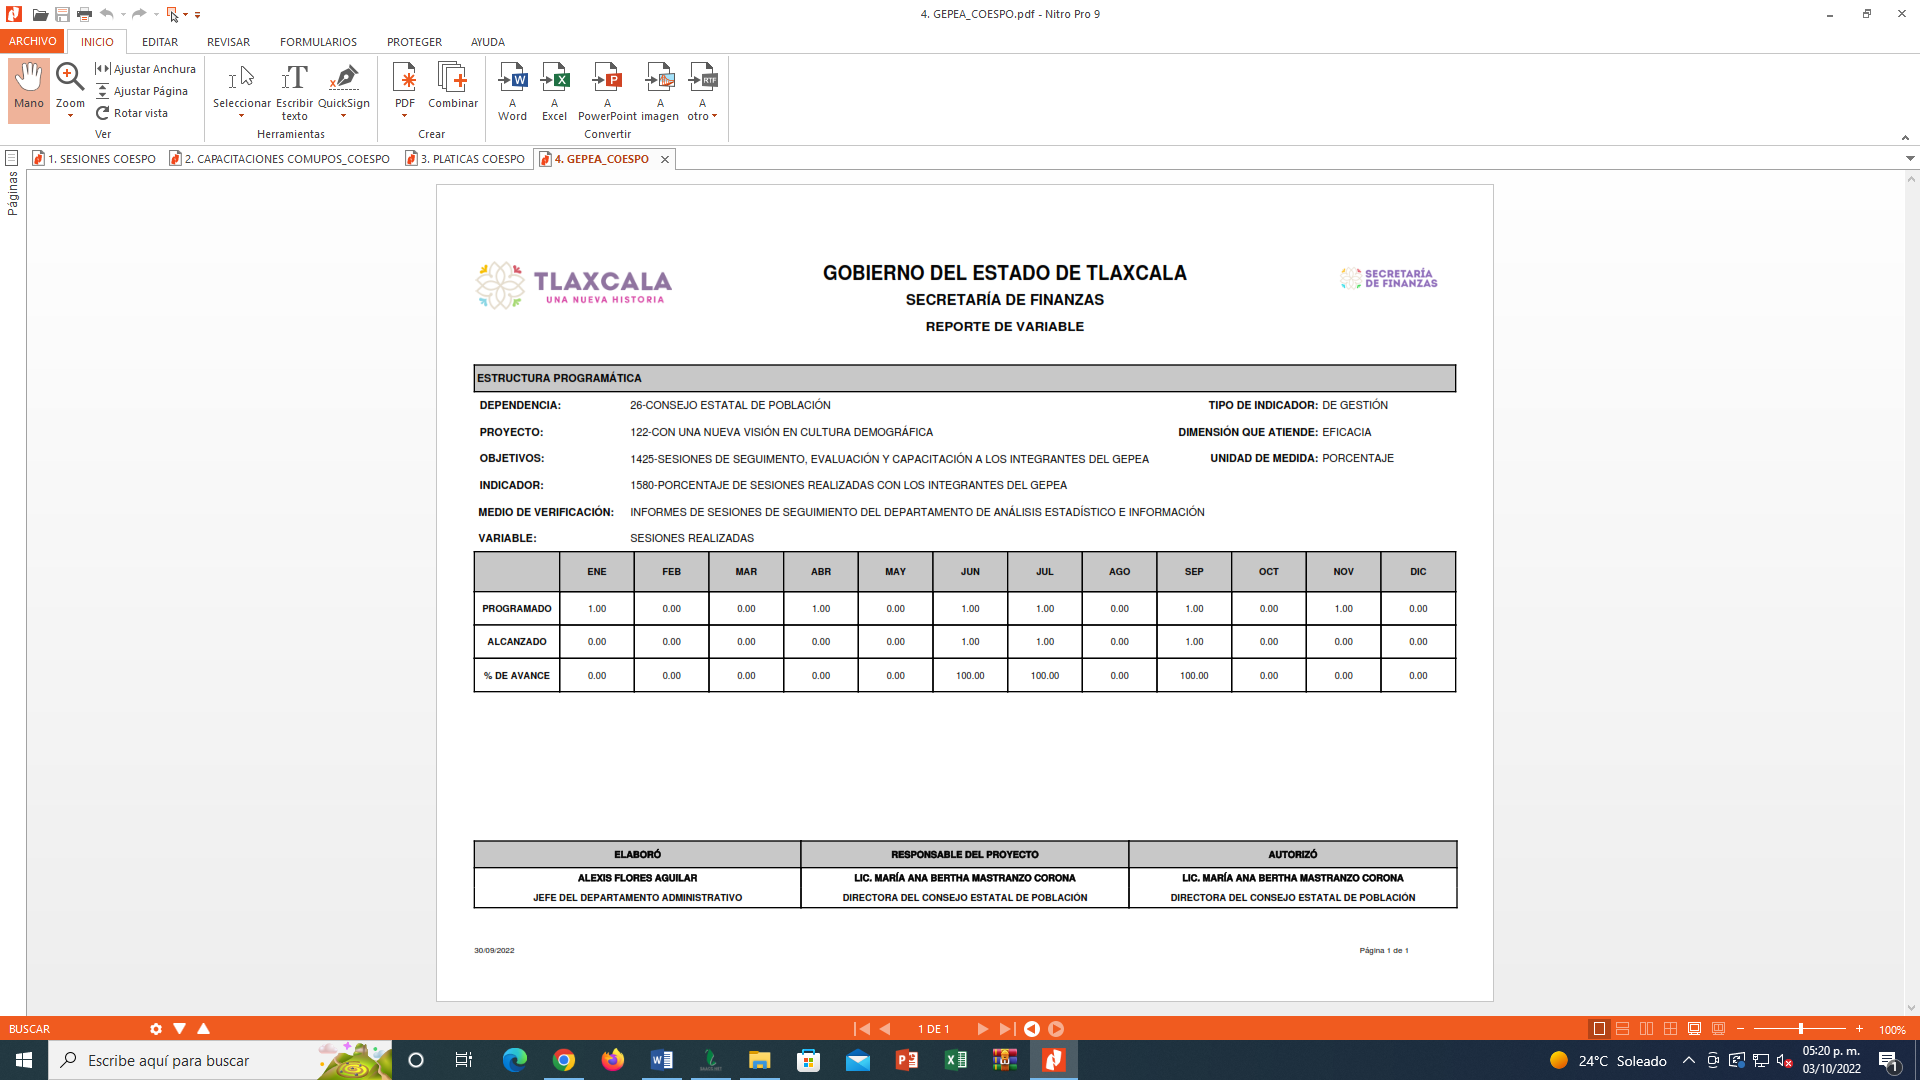 4. GEPEA_COESPO.pdf - Nitro Pro 9
ARCHIVO INICIO EDITAR REVISAR FORMULARIOS PROTEGER AYUDA
Mano Zoom Ajustar Anchura
Ajustar Página
Rotar vista
Ver
Seleccionar Escribir texto QuickSign
Herramientas
PDF Combinar
Crear
A Word A Excel A PowerPoint A imagen A otro
Convertir
1. SESIONES COESPO 2. CAPACITACIONES COMUPOS_COESPO 3. PLATICAS COESPO 4. GEPEA_COESPO
Páginas
TLAXCALA
UNA NUEVA HISTORIA
GOBIERNO DEL ESTADO DE TLAXCALA
SECRETARÍA DE FINANZAS
REPORTE DE VARIABLE
SECRETARÍA
DE FINANZAS
ESTRUCTURA PROGRAMÁTICA
DEPENDENCIA: 26-CONSEJO ESTATAL DE POBLACIÓN TIPO DE INDICADOR: DE GESTIÓN
PROYECTO: 122-CON UNA NUEVA VISIÓN EN CULTURA DEMOGRÁFICA DIMENSIÓN QUE ATIENDE: EFICACIA
OBJETIVOS: 1425-SESIONES DE SEGUIMENTO, EVALUACIÓN Y CAPACITACIÓN A LOS INTEGRANTES DEL GEPEA UNIDAD DE MEDIDA: PORCENTAJE
INDICADOR: 1580-PORCENTAJE DE SESIONES REALIZADAS CON LOS INTEGRANTES DEL GEPEA
MEDIO DE VERIFICACIÓN: INFORMES DE SESIONES DE SEGUIMIENTO DEL DEPARTAMENTO DE ANÁLISIS ESTADÍSTICO E INFORMACIÓN
VARIABLE: SESIONES REALIZADAS
ENE FEB MAR ABR MAY JUN JUL AGO SEP OCT NOV DIC
PROGRAMADO 1.00 0.00 0.00 1.00 0.00 1.00 1.00 0.00 1.00 0.00 1.00 0.00
ALCANZADO 0.00 0.00 0.00 0.00 0.00 1.00 1.00 0.00 1.00 0.00 0.00 0.00
% DE AVANCE 0.00 0.00 0.00 0.00 0.00 100.00 100.00 0.00 100.00 0.00 0.00 0.00
ELABORÓ RESPONSABLE DEL PROYECTO AUTORIZÓ
ALEXIS FLORES AGUILAR LIC. MARÍA ANA BERTHA MASTRANZO CORONA LIC. MARÍA ANA BERTHA MASTRANZO CORONA
JEFE DEL DEPARTAMENTO ADMINISTRATIVO DIRECTORA DEL CONSEJO ESTATAL DE POBLACIÓN DIRECTORA DEL CONSEJO ESTATAL DE POBLACIÓN
30/09/2022 Página 1 de 1
BUSCAR 1 DE 1 100%
Escribe aquí para buscar 24°C Soleado 05:20 p. m.
03/10/2022 1